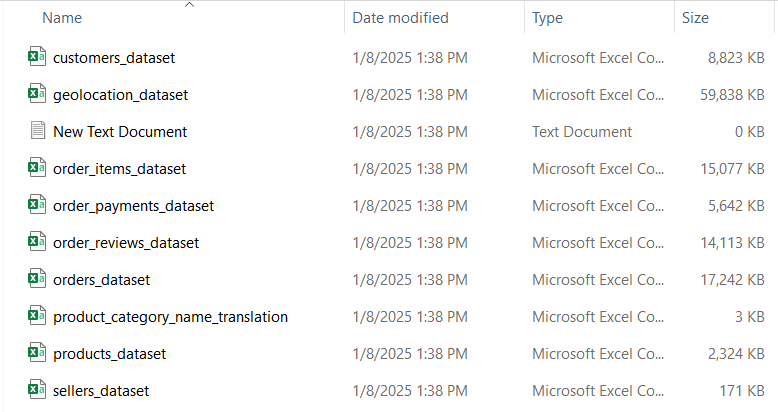 Name Date modified Type Size
customers_dataset 1/8/2025 1:38 PM Microsoft Excel Co... 8,823 KB
geolocation_dataset 1/8/2025 1:38 PM Microsoft Excel Co... 59,838 KB
New Text Document 1/8/2025 1:38 PM Text Document 0 KB
order_items_dataset 1/8/2025 1:38 PM Microsoft Excel Co... 15,077 KB
order_payments_dataset 1/8/2025 1:38 PM Microsoft Excel Co... 5,642 KB
order_reviews_dataset 1/8/2025 1:38 PM Microsoft Excel Co... 14,113 KB
orders_dataset 1/8/2025 1:38 PM Microsoft Excel Co... 17,242 KB
product_category_name_translation 1/8/2025 1:38 PM Microsoft Excel Co... 3 KB
products_dataset 1/8/2025 1:38 PM Microsoft Excel Co... 2,324 KB
sellers_dataset 1/8/2025 1:38 PM Microsoft Excel Co... 171 KB